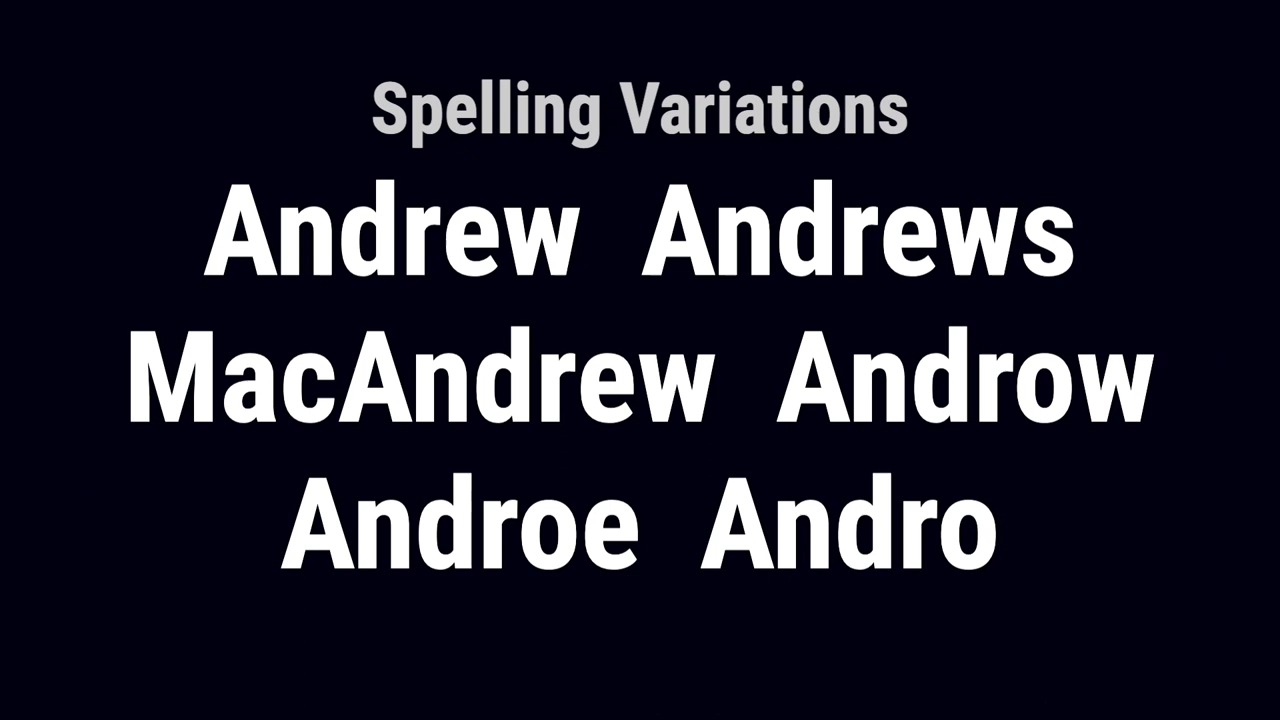 Spelling Variations
Andrew Andrews
MacAndrew Androw
Androe Andro